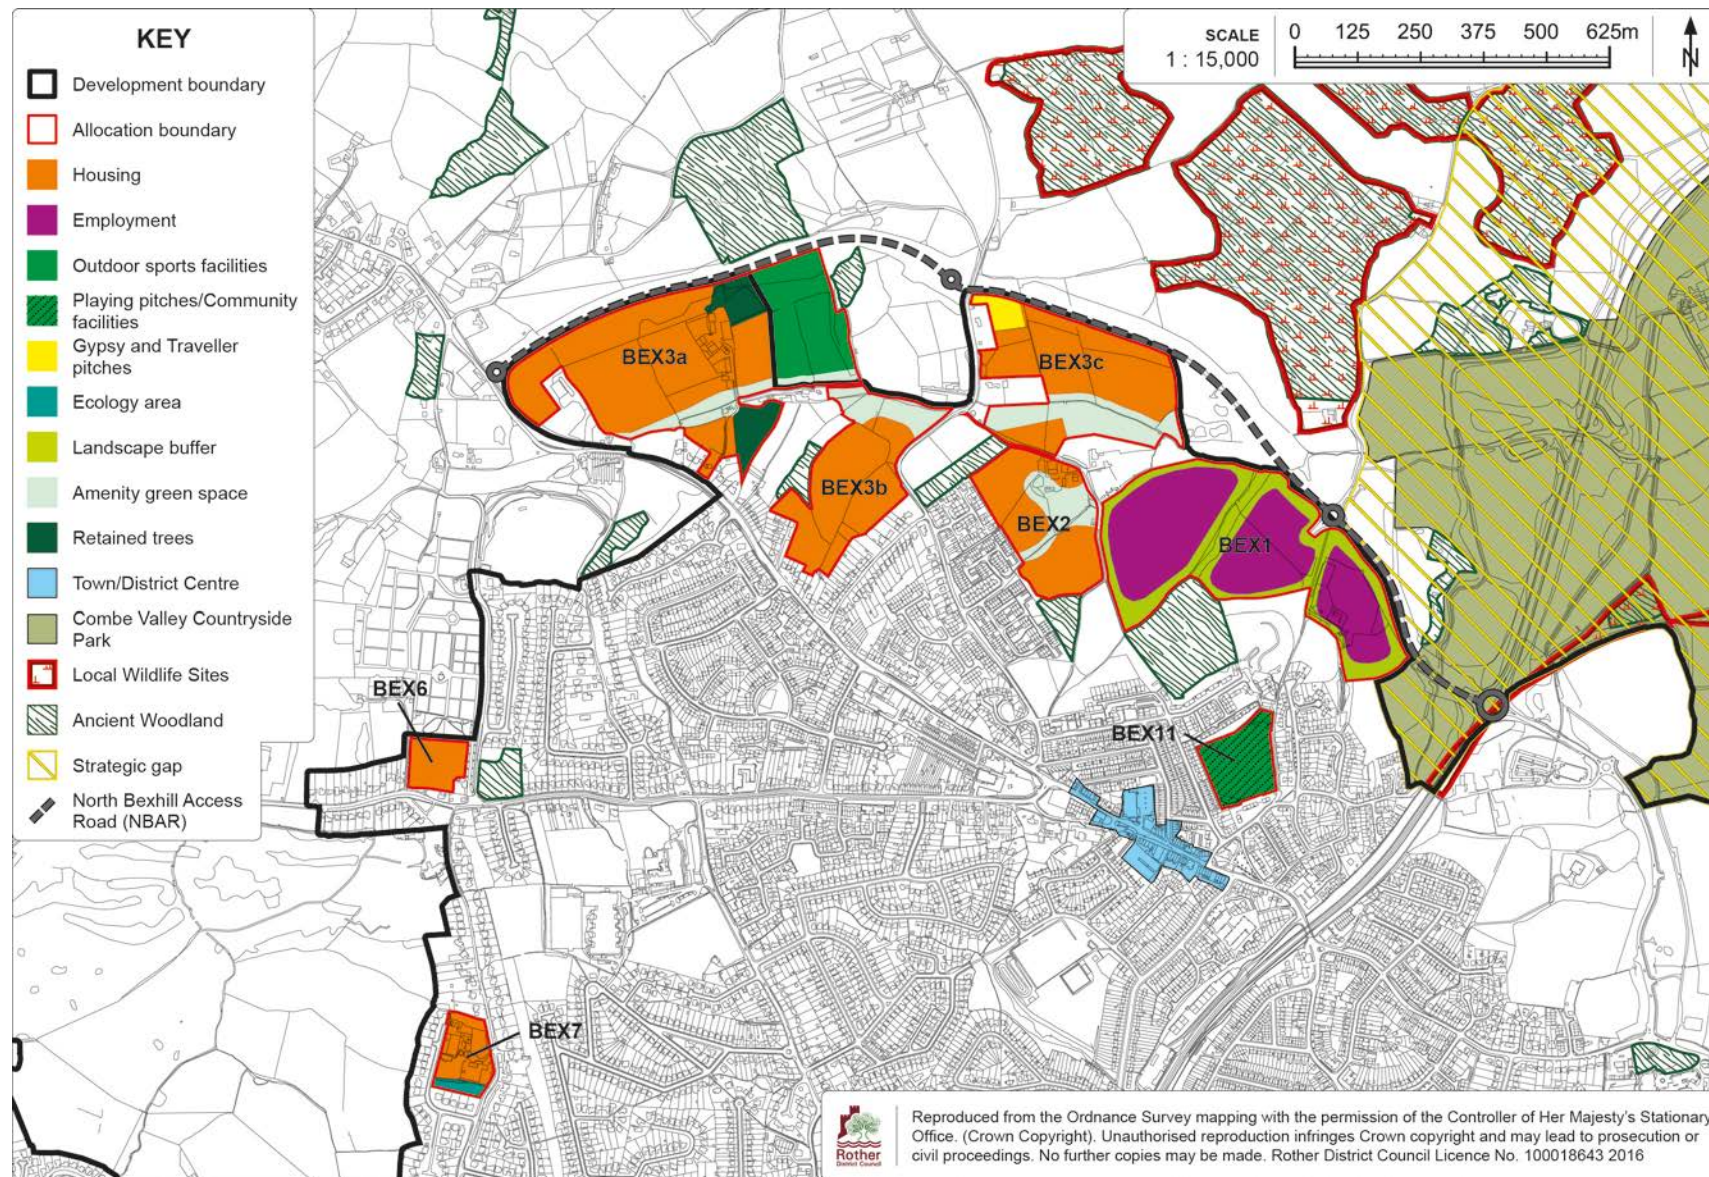 KEY
Development boundary
Allocation boundary
Housing
Employment
Outdoor sports facilities
Playing pitches/Community
facilities
Gypsy and Traveller
pitches
Ecology area
Landscape buffer
Amenity green space
Retained trees
Town/District Centre
Combe Valley Countryside
Park
Local Wildlife Sites
Ancient Woodland
Strategic gap
North Bexhill Access
Road (NBAR)
SCALE
1 : 15,000
0 125 250 375 500 625m
N
BEX3a
BEX3c
BEX3b
BEX2
BEX1
BEX6
BEX11
BEX7
Rother
District Council
Reproduced from the Ordnance Survey mapping with the permission of the Controller of Her Majesty's Stationary
Office. (Crown Copyright). Unauthorised reproduction infringes Crown copyright and may lead to prosecution or
civil proceedings. No further copies may be made. Rother District Council Licence No. 100018643 2016